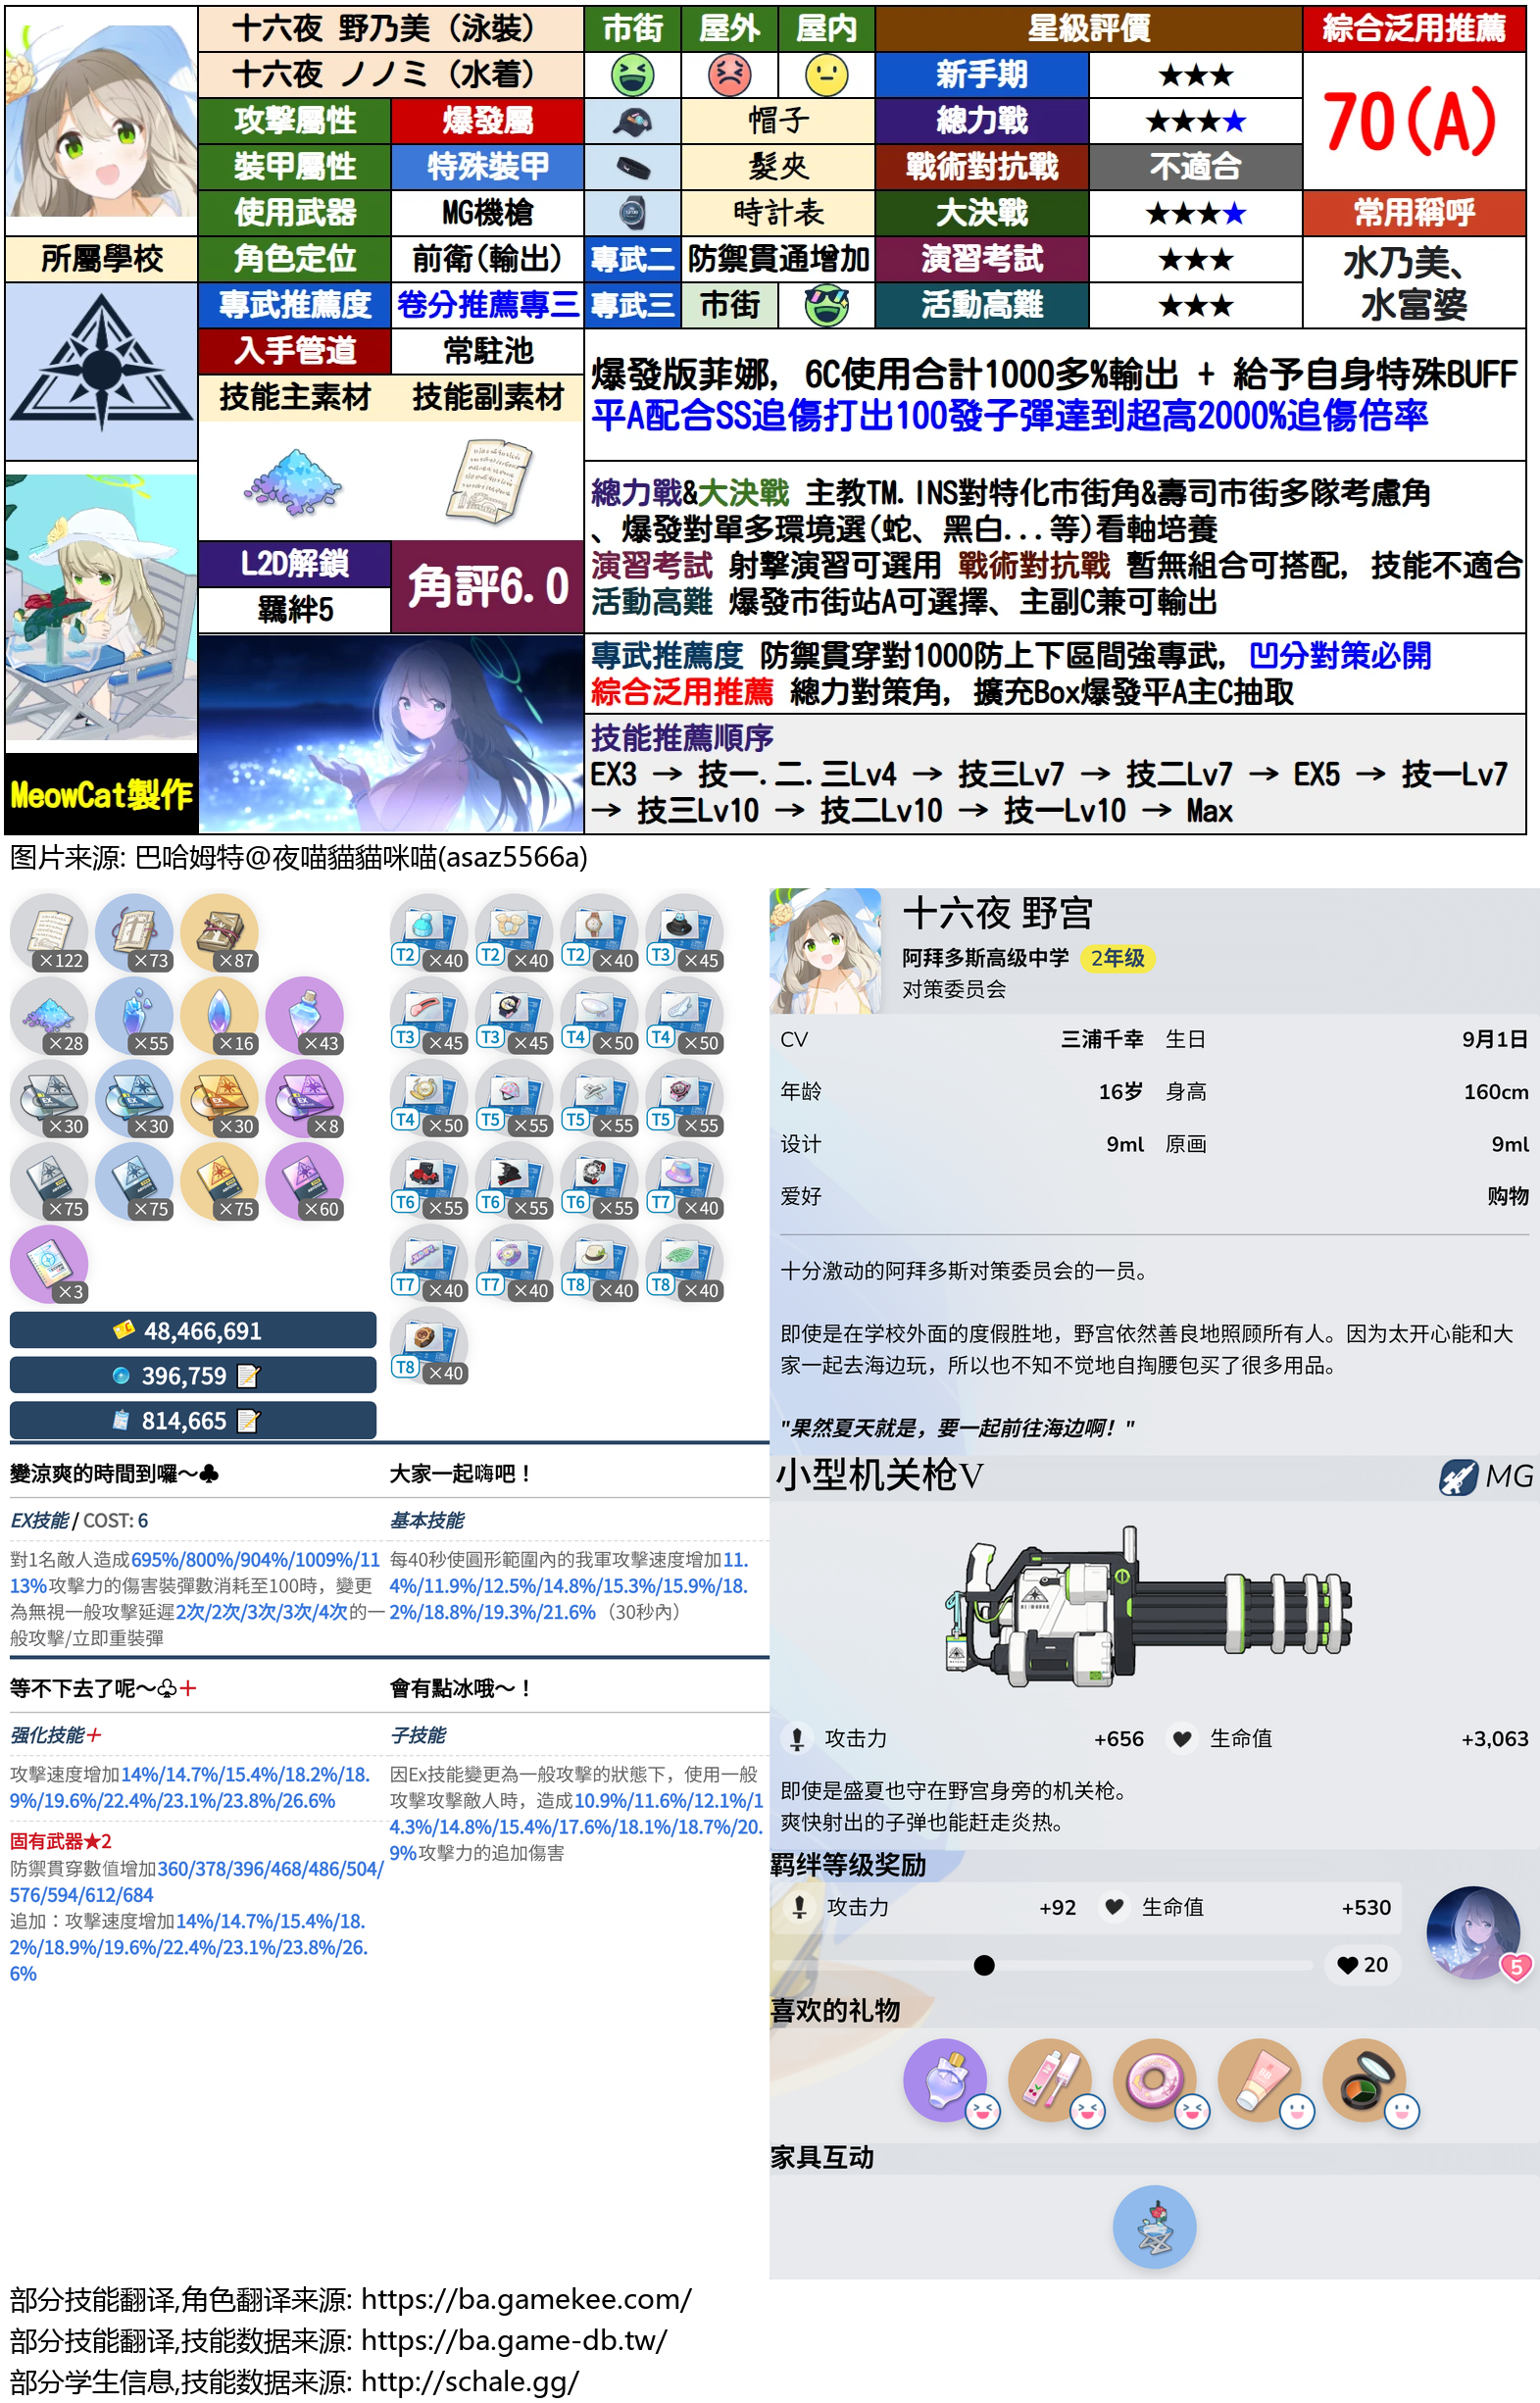 十六夜 野乃美（泳裝）
市街
屋外
屋内
星級評價
綜合泛用推薦
十六夜 ノノミ（水着）
新手期
★★★
70(A)
攻擊屬性
爆發屬
帽子
總力戰
★★★★
裝甲屬性
特殊裝甲
髮夾
戰術對抗戰
不適合
使用武器
MG機槍
時計表
大決戰
★★★★
常用稱呼
所屬學校
角色定位
前衛(輸出)
專武二
防禦貫通增加
演習考試
★★★
水乃美、
水富婆
專武推薦度
卷分推薦專三
專武三
市街
活動高難
★★★
入手管道
常駐池
技能主素材
技能副素材
爆發版菲娜, 6C使用合計1000多%輸出 + 給予自身特殊BUFF
平A配合SS追傷打出100發子彈達到超高2000%追傷倍率
總力戰&大決戰 主教TM.INS對特化市街角&壽司市街多隊考慮角
、爆發對單多環境選(蛇、黑白...等)看軸培養
演習考試 射擊演習可選用 戰術對抗戰 暫無組合可搭配, 技能不適合
活動高難 爆發市街站A可選擇、主副C兼可輸出
L2D解鎖
羈絆5
角評6.0
專武推薦度 防禦貫穿對1000防上下區間強專武, 凹分對策必開
綜合泛用推薦 總力對策角, 擴充Box爆發平A主C抽取
技能推薦順序
EX3 → 技一.二.三Lv4 → 技三Lv7 → 技二Lv7 → EX5 → 技一Lv7
→ 技三Lv10 → 技二Lv10 → 技一Lv10 → Max
MeowCat製作
图片来源: 巴哈姆特@夜喵貓貓咪喵(asaz5566a)
×122
×73
×87
×28
×55
×16
×43
×30
×30
×30
×8
×75
×75
×75
×60
×3
48,466,691
396,759
814,665
T2 ×40
T2 ×40
T2 ×40
T3 ×45
T3 ×45
T3 ×45
T4 ×50
T4 ×50
T4 ×50
T5 ×55
T5 ×55
T5 ×55
T6 ×55
T6 ×55
T6 ×55
T7 ×40
T7 ×40
T7 ×40
T8 ×40
T8 ×40
T8 ×40
十六夜 野宫
阿拜多斯高级中学 2年级
对策委员会
CV 三浦千幸 生日 9月1日
年龄 16岁 身高 160cm
设计 9ml 原画 9ml
爱好 购物
十分激动的阿拜多斯对策委员会的一员。
即使是在学校外面的度假胜地，野宫依然善良地照顾所有人。因为太开心能和大
家一起去海边玩，所以也不知不觉地自掏腰包买了很多用品。
"果然夏天就是，要一起前往海边啊！"
變涼爽的時間到囉～♣
EX技能 / COST: 6
對1名敵人造成695%/800%/904%/1009%/11
13%攻擊力的傷害裝彈數消耗至100時，變更
為無視一般攻擊延遲2次/2次/3次/3次/4次的一
般攻擊/立即重裝彈
大家一起嗨吧！
基本技能
每40秒使圓形範圍內的我軍攻擊速度增加11.
4%/11.9%/12.5%/14.8%/15.3%/15.9%/18.
2%/18.8%/19.3%/21.6%（30秒內）
等不下去了呢～♧＋
强化技能＋
攻擊速度增加14%/14.7%/15.4%/18.2%/18.
9%/19.6%/22.4%/23.1%/23.8%/26.6%
固有武器★2
防禦貫穿數值增加360/378/396/468/486/504/
576/594/612/684
追加：攻擊速度增加14%/14.7%/15.4%/18.
2%/18.9%/19.6%/22.4%/23.1%/23.8%/26.
6%
會有點冰哦～！
子技能
因Ex技能變更為一般攻擊的狀態下，使用一般
攻擊攻擊敵人時，造成10.9%/11.6%/12.1%/1
4.3%/14.8%/15.4%/17.6%/18.1%/18.7%/20.
9%攻擊力的追加傷害
小型机关枪V
MG
攻击力 +656 生命值 +3,063
即使是盛夏也守在野宫身旁的机关枪。
爽快射出的子弹也能赶走炎热。
羁绊等级奖励
攻击力 +92 生命值 +530
20
5
喜欢的礼物
家具互动
部分技能翻译,角色翻译来源: https://ba.gamekee.com/
部分技能翻译,技能数据来源: https://ba.game-db.tw/
部分学生信息,技能数据来源: http://schale.gg/